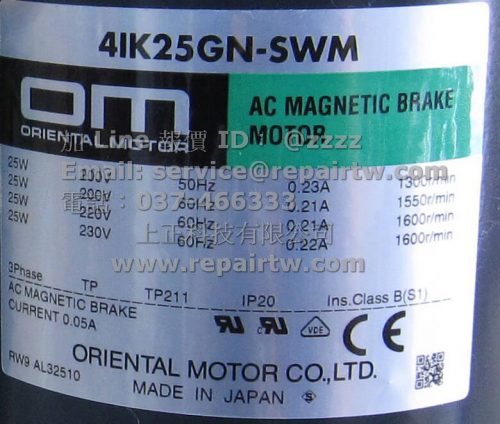 4IK25GN-SWM
om
ORIENTAL MOTOR
AC MAGNETIC BRAKE
MOTOR
加 Line 報價 ID：@zzzz
Email: service@repairtw.com
電話：037-466333
上正科技有限公司
www.repairtw.com
25W 200V 50Hz 0.23A 1300r/min
25W 200V 60Hz 0.21A 1550r/min
25W 220V 60Hz 0.21A 1600r/min
25W 230V 60Hz 0.22A 1600r/min
3Phase TP TP211 IP20 Ins.Class B(S1)
AC MAGNETIC BRAKE
CURRENT 0.05A
VDE
CE
RW9 AL32510
ORIENTAL MOTOR CO.,LTD.
MADE IN JAPAN